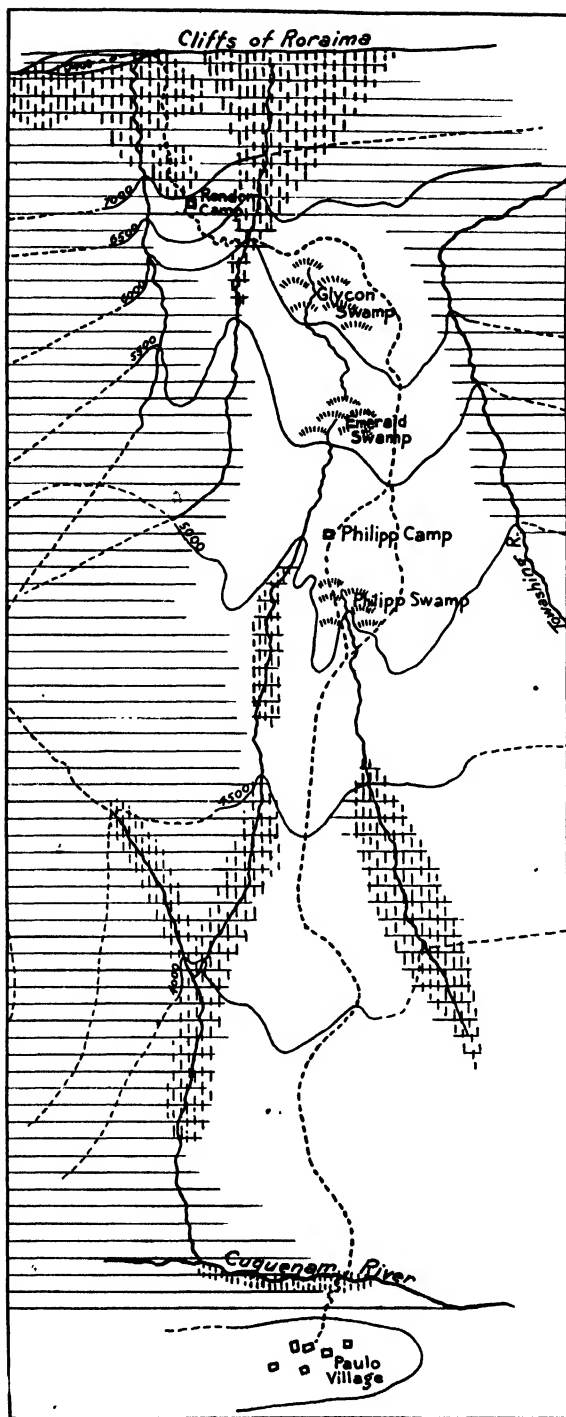 Cliffs of Roraima
7000
Rondon
Camp
6500
6000
Glycon
Swamp
5500
Emerald
Swamp
5000
Philipp Camp
Towashing R.
Philipp Swamp
4500
4000
Cuquenam River
Paulo
Village